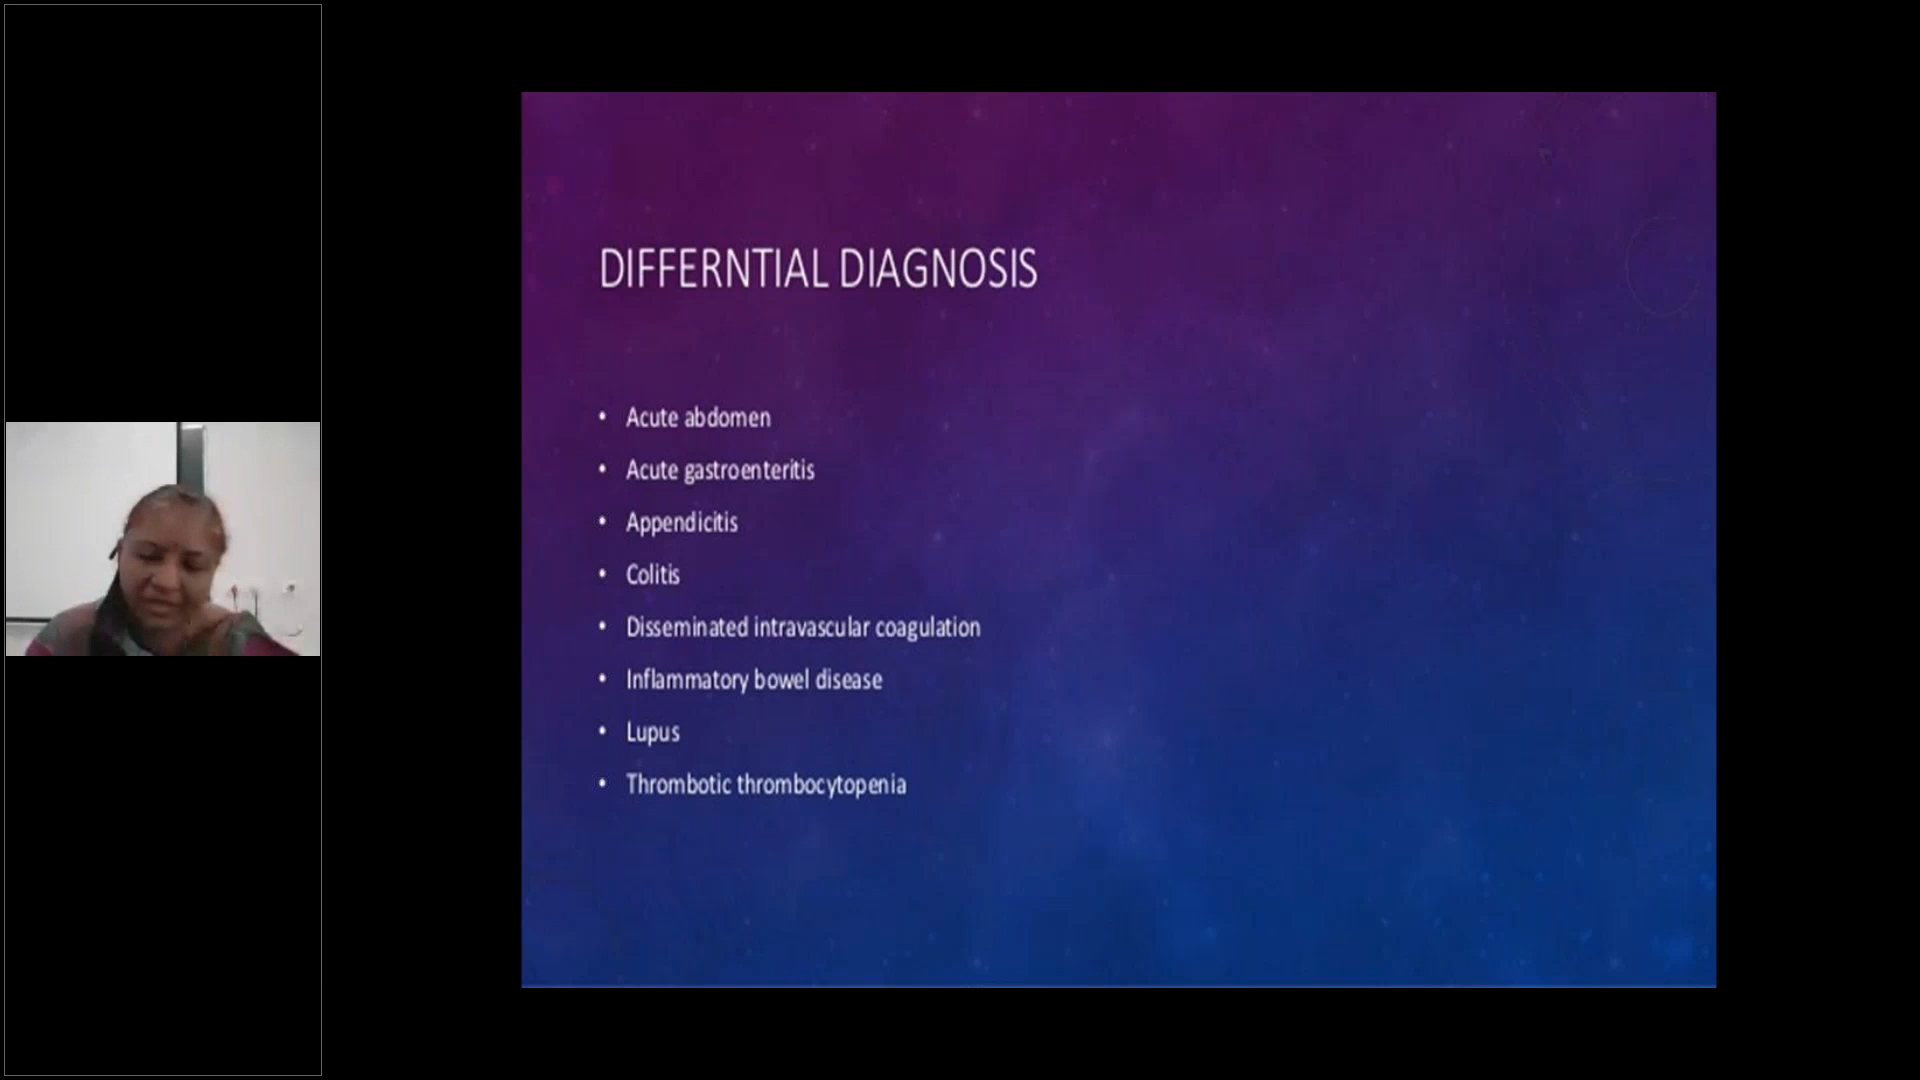 DIFFERNTIAL DIAGNOSIS
• Acute abdomen
• Acute gastroenteritis
• Appendicitis
• Colitis
• Disseminated intravascular coagulation
• Inflammatory bowel disease
• Lupus
• Thrombotic thrombocytopenia